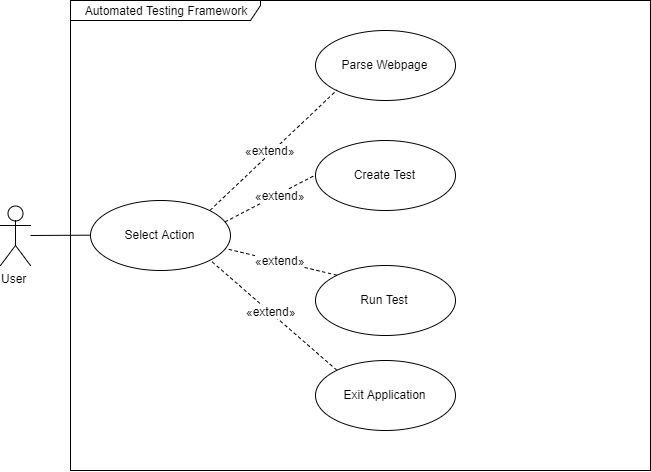 Automated Testing Framework
Parse Webpage
«extend»
Create Test
«extend»
Select Action
User
«extend»
Run Test
«extend»
Exit Application